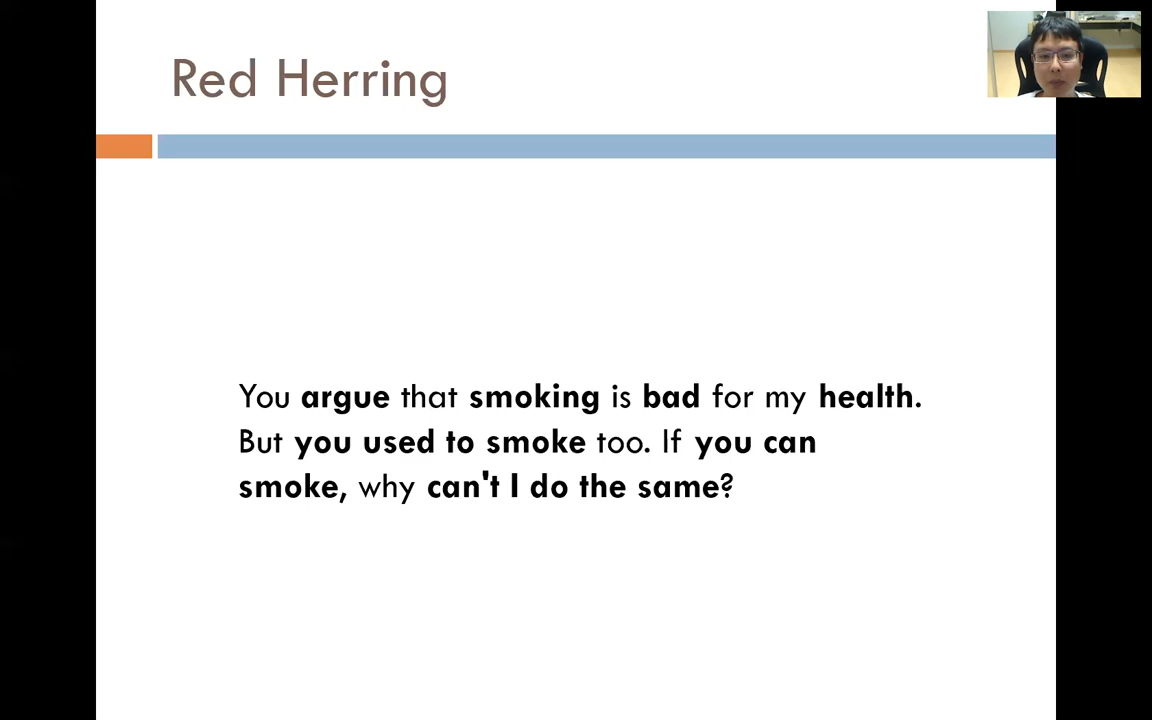 Red Herring
You argue that smoking is bad for my health.
But you used to smoke too. If you can
smoke, why can't I do the same?